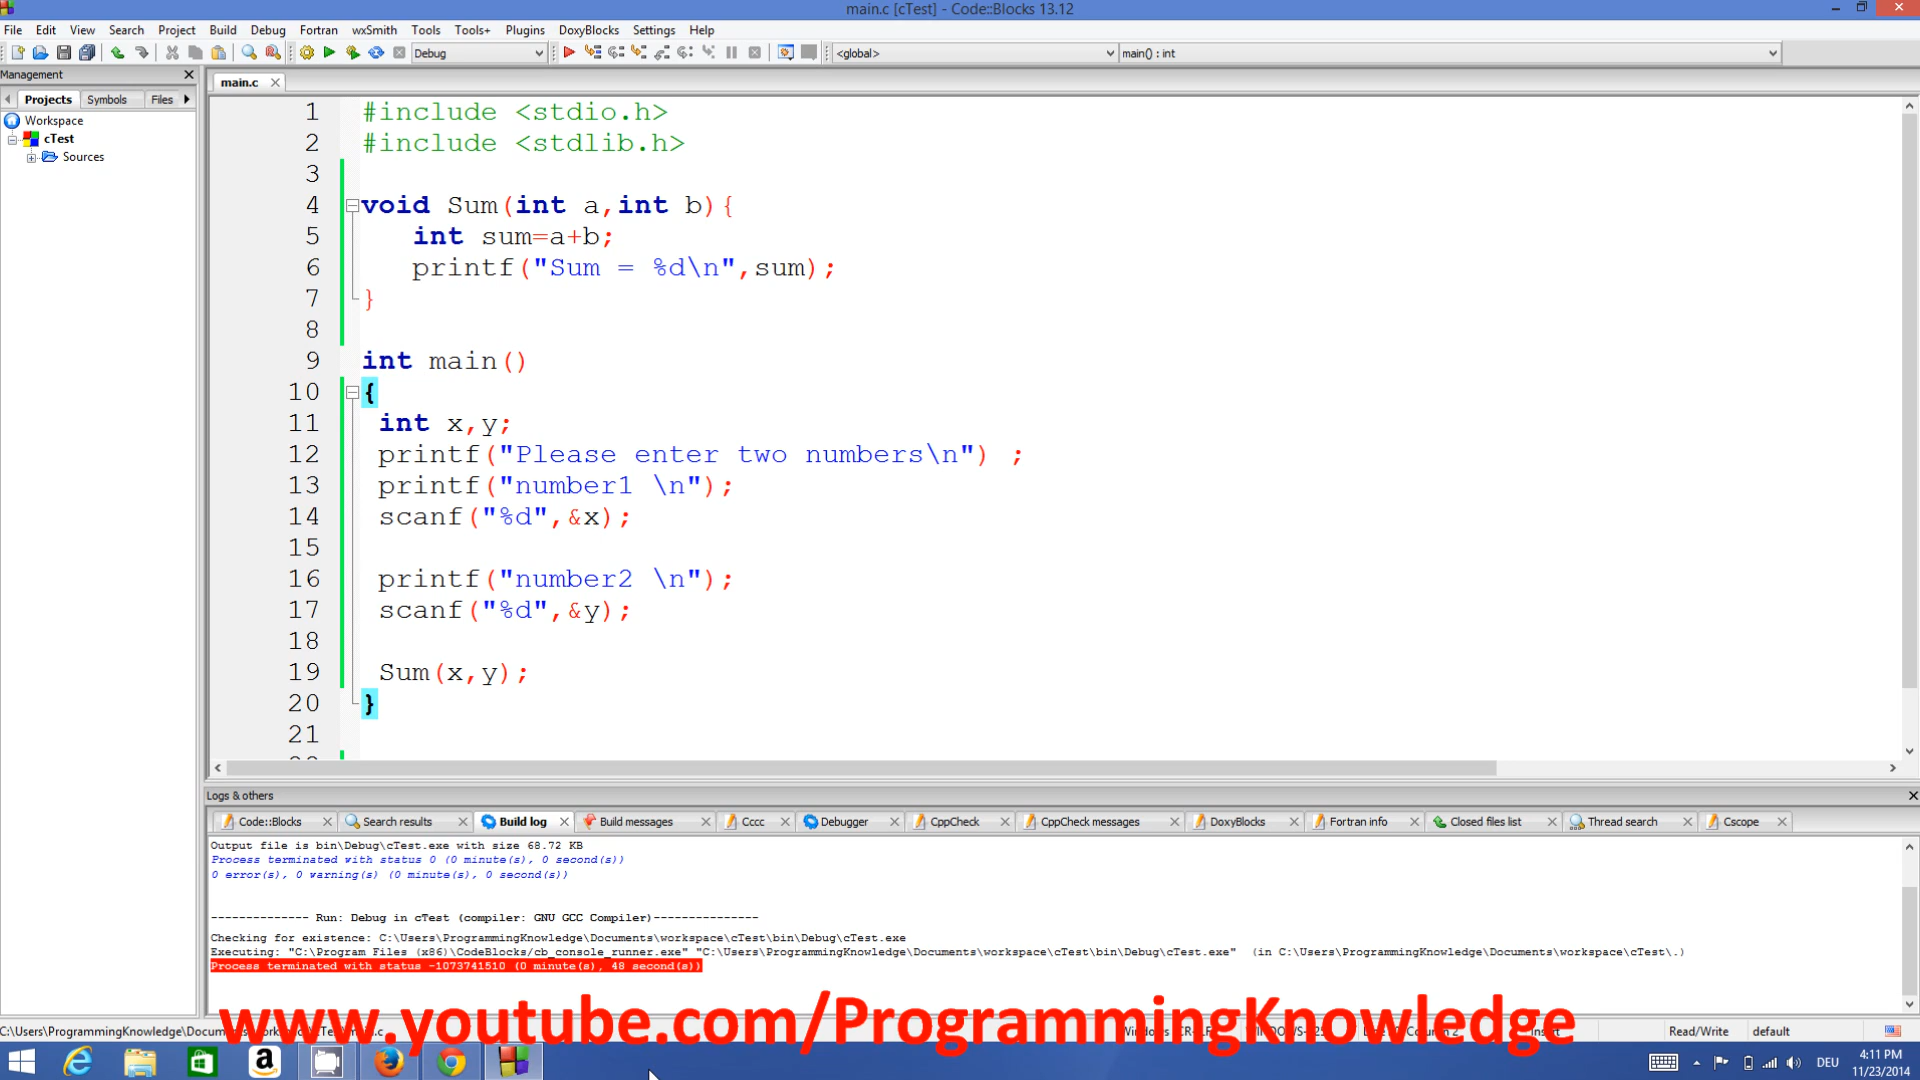 main.c [cTest] - Code::Blocks 13.12
File Edit View Search Project Build Debug Fortran wxSmith Tools Tools+ Plugins DoxyBlocks Settings Help
Debug <global> main() : int
Management
main.c
Projects Symbols Files
Workspace
cTest
Sources
1 #include <stdio.h>
2 #include <stdlib.h>
3
4 void Sum(int a,int b){
5 int sum=a+b;
6 printf("Sum = %d\n",sum);
7 }
8
9 int main()
10 {
11 int x,y;
12 printf("Please enter two numbers\n") ;
13 printf("number1 \n");
14 scanf("%d",&x);
15
16 printf("number2 \n");
17 scanf("%d",&y);
18
19 Sum(x,y);
20 }
21
Logs & others
Code::Blocks Search results Build log Build messages Cccc Debugger CppCheck CppCheck messages DoxyBlocks Fortran info Closed files list Thread search Cscope
Output file is bin\Debug\cTest.exe with size 68.72 KB
Process terminated with status 0 (0 minute(s), 0 second(s))
0 error(s), 0 warning(s) (0 minute(s), 0 second(s))
-------------- Run: Debug in cTest (compiler: GNU GCC Compiler)---------------
Checking for existence: C:\Users\ProgrammingKnowledge\Documents\workspace\cTest\bin\Debug\cTest.exe
Executing: "C:\Program Files (x86)\CodeBlocks/cb_console_runner.exe" "C:\Users\ProgrammingKnowledge\Documents\workspace\cTest\bin\Debug\cTest.exe" (in C:\Users\ProgrammingKnowledge\Documents\workspace\cTest\.)
Process terminated with status -1073741510 (0 minute(s), 48 second(s))
www.youtube.com/ProgrammingKnowledge
Read/Write default
DEU
4:11 PM
11/23/2014